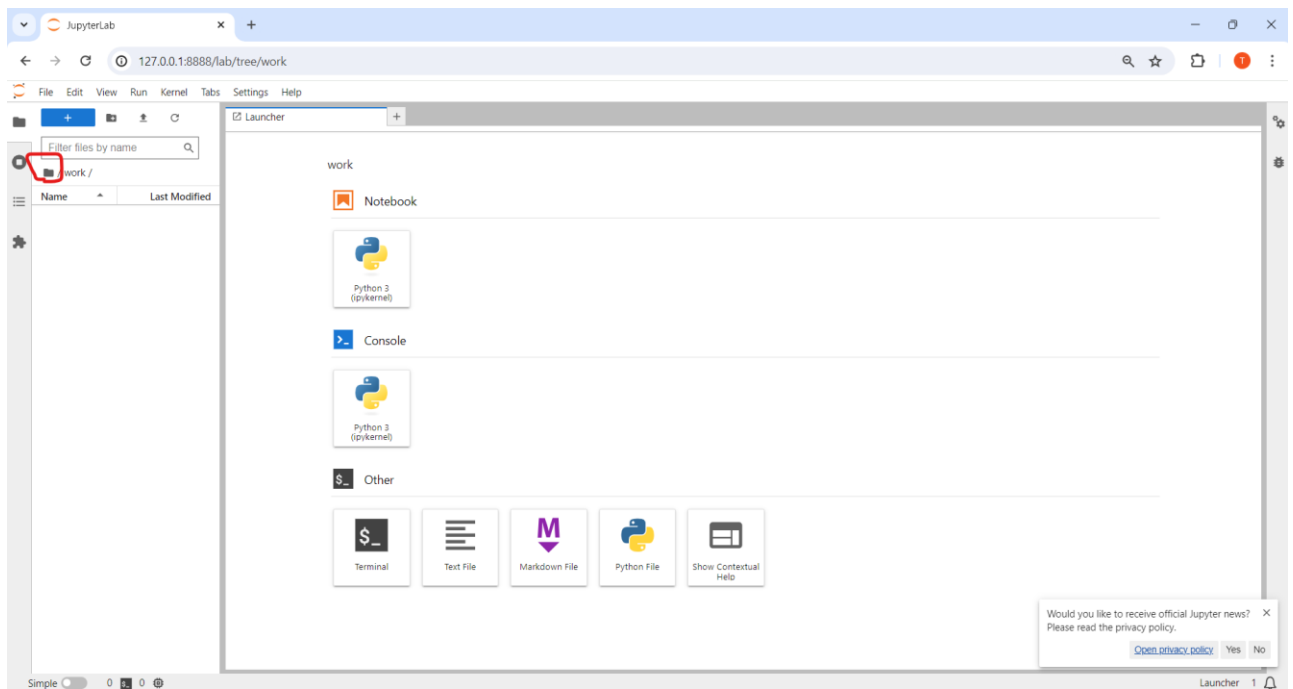 JupyterLab
127.0.0.1:8888/lab/tree/work
T
File Edit View Run Kernel Tabs Settings Help
Launcher
Filter files by name
/ work /
Name Last Modified
work
Notebook
Python 3
(ipykernel)
Console
Python 3
(ipykernel)
$_ Other
$_
M
Terminal
Text File
Markdown File
Python File
Show Contextual
Help
Would you like to receive official Jupyter news?
Please read the privacy policy.
Open privacy policy Yes No
Simple 0 $_ 0
Launcher 1